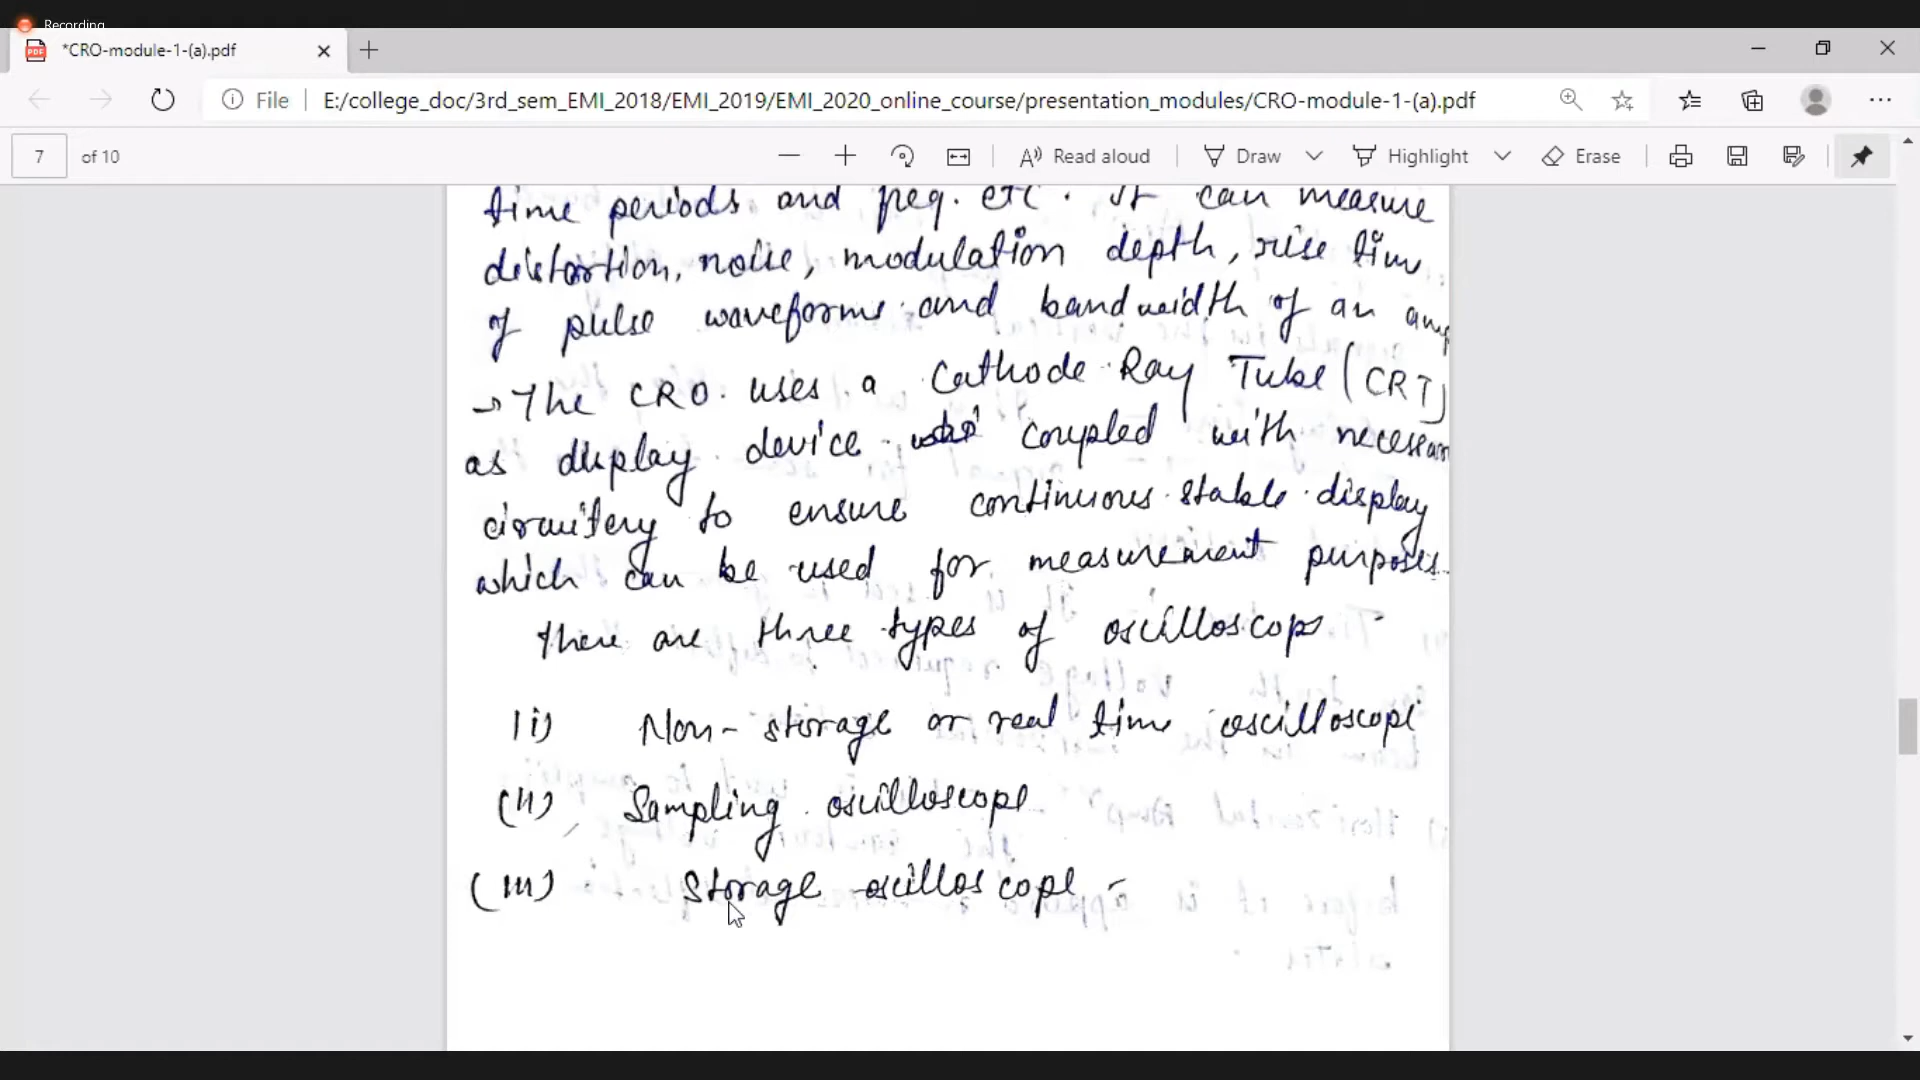 Recording
*CRO-module-1-(a).pdf
File E:/college_doc/3rd_sem_EMI_2018/EMI_2019/EMI_2020_online_course/presentation_modules/CRO-module-1-(a).pdf
7 of 10 Read aloud Draw Highlight Erase
time periods and freq. etc. It can measure
distortion, noise, modulation depth, rise time
of pulse waveforms and bandwidth of an amp
→ The CRO uses a Cathode Ray Tube (CRT)
as display device coupled with necessar
circuitery to ensure continuous stable display
which can be used for measurement purposes.
there are three types of oscilloscope
(i) Non-storage or real time oscilloscope
(ii) Sampling oscilloscope
(iii) Storage oscilloscope -